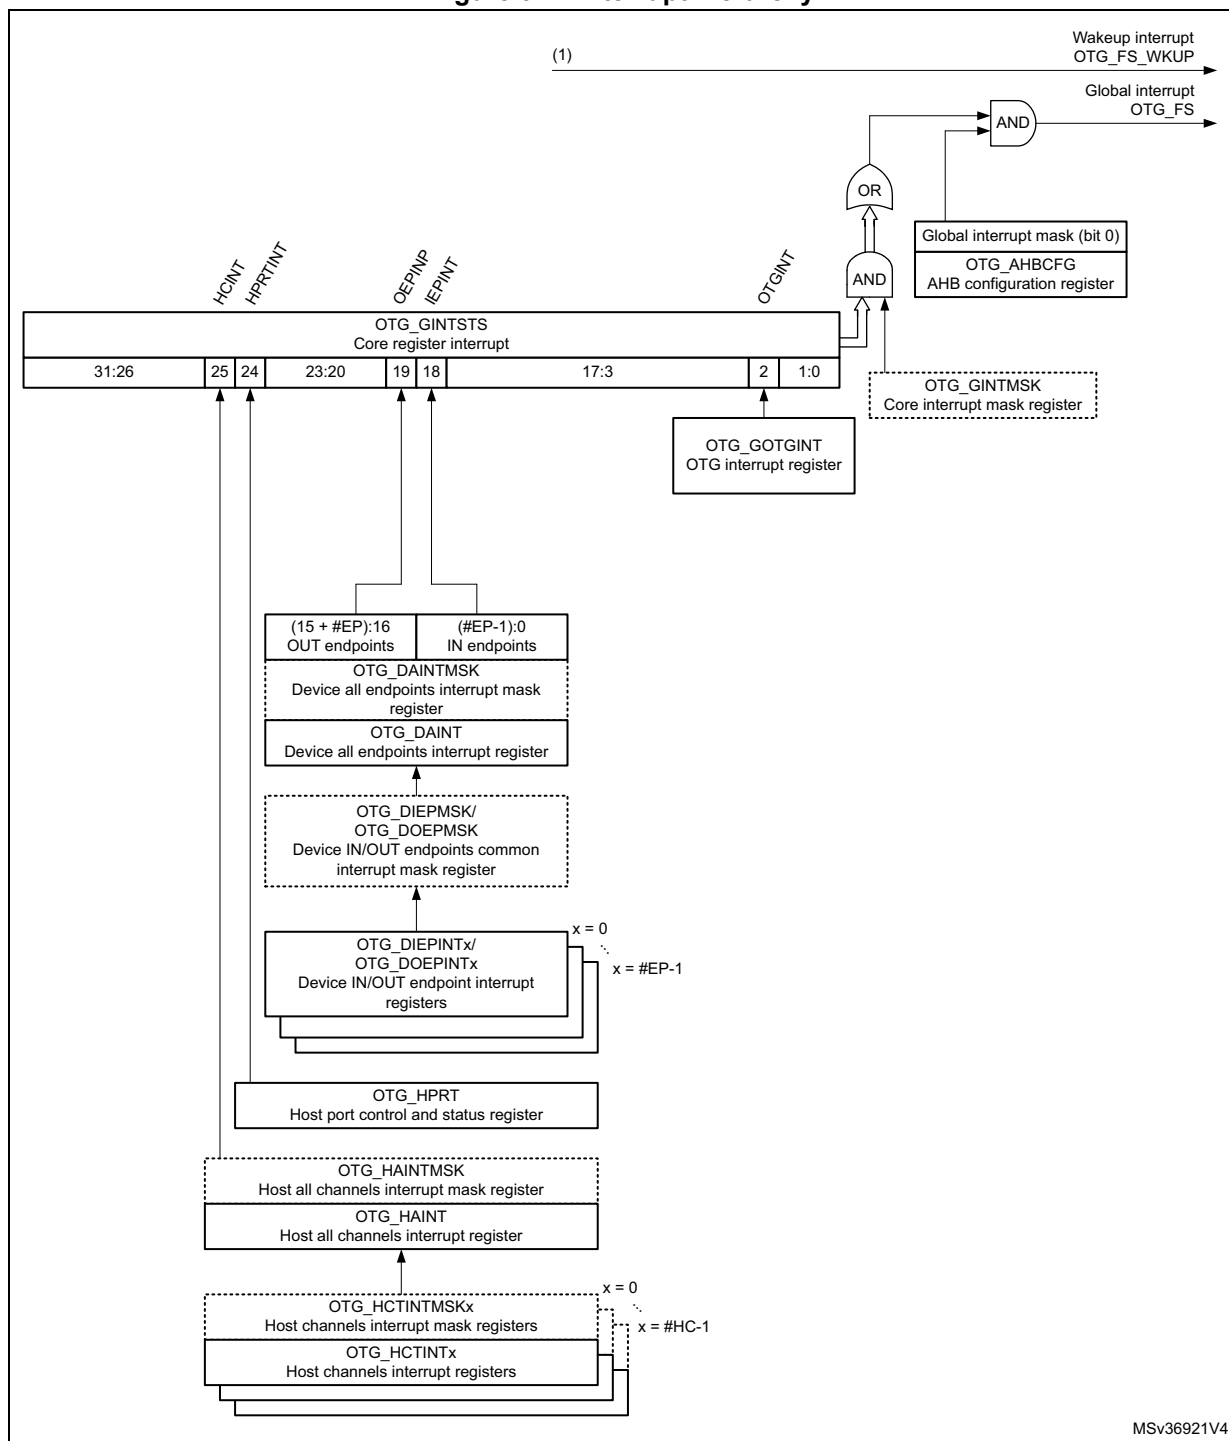 (1)
Wakeup interrupt
OTG_FS_WKUP
Global interrupt
OTG_FS
AND
OR
Global interrupt mask (bit 0)
OTG_AHBCFG
AHB configuration register
AND
HCINT
HPRTINT
OEPINP
IEPINT
OTGINT
OTG_GINTSTS
Core register interrupt
31:26 25 24 23:20 19 18 17:3 2 1:0
OTG_GINTMSK
Core interrupt mask register
OTG_GOTGINT
OTG interrupt register
(15 + #EP):16
OUT endpoints
(#EP-1):0
IN endpoints
OTG_DAINTMSK
Device all endpoints interrupt mask
register
OTG_DAINT
Device all endpoints interrupt register
OTG_DIEPMSK/
OTG_DOEPMSK
Device IN/OUT endpoints common
interrupt mask register
x = 0
x = #EP-1
OTG_DIEPINTx/
OTG_DOEPINTx
Device IN/OUT endpoint interrupt
registers
OTG_HPRT
Host port control and status register
OTG_HAINTMSK
Host all channels interrupt mask register
OTG_HAINT
Host all channels interrupt register
x = 0
x = #HC-1
OTG_HCTINTMSKx
Host channels interrupt mask registers
OTG_HCTINTx
Host channels interrupt registers
MSv36921V4